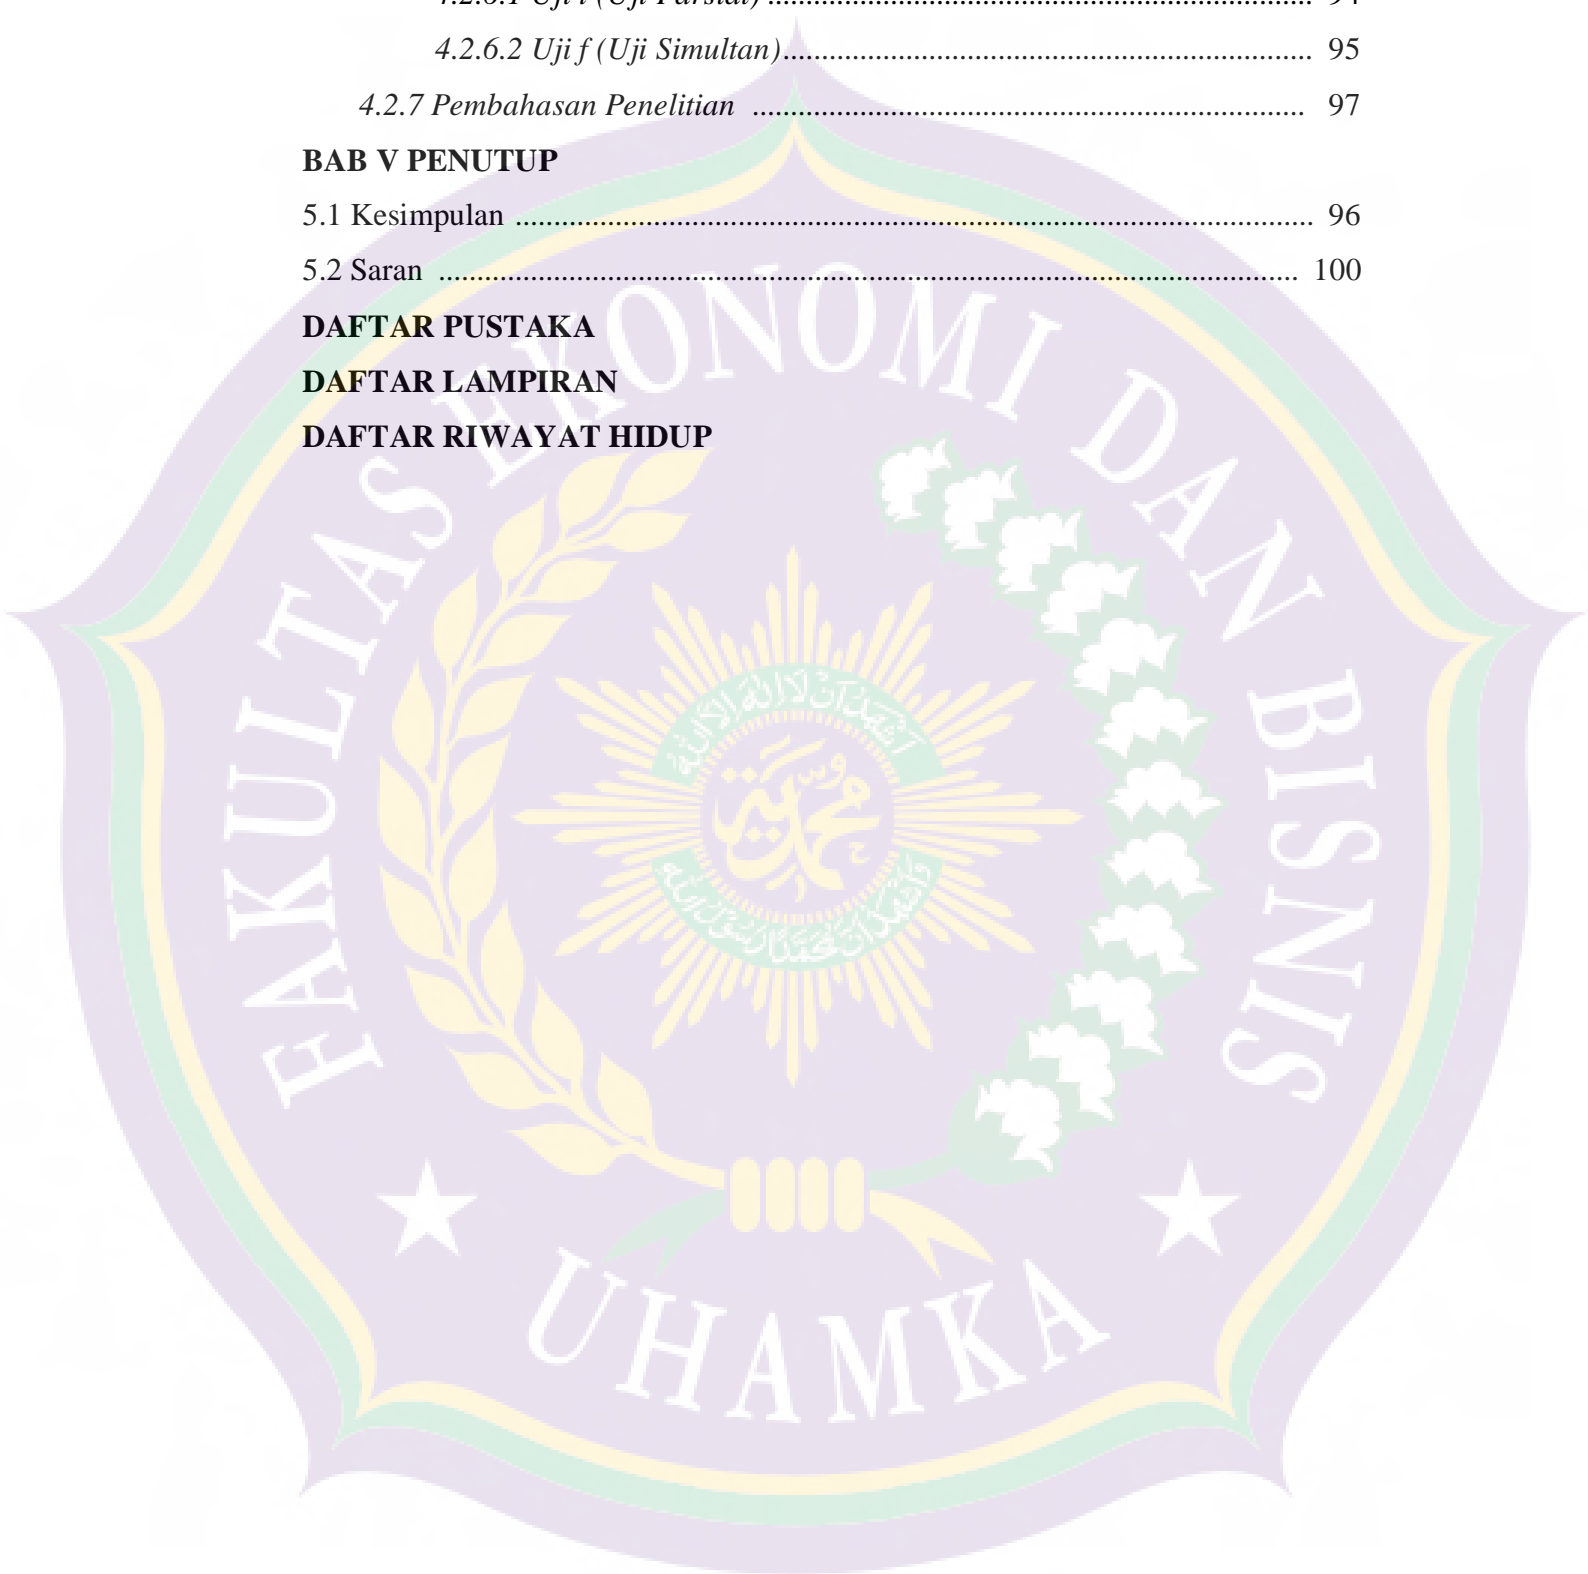 4.2.6.2 Uji f (Uji Simultan)............................................................... 95
4.2.7 Pembahasan Penelitian .................................................................. 97
BAB V PENUTUP
5.1 Kesimpulan ................................................................................................ 96
5.2 Saran ....................................................................................................... 100
DAFTAR PUSTAKA
DAFTAR LAMPIRAN
DAFTAR RIWAYAT HIDUP
FAKULTAS EKONOMI DAN BISNIS
UHAMKA